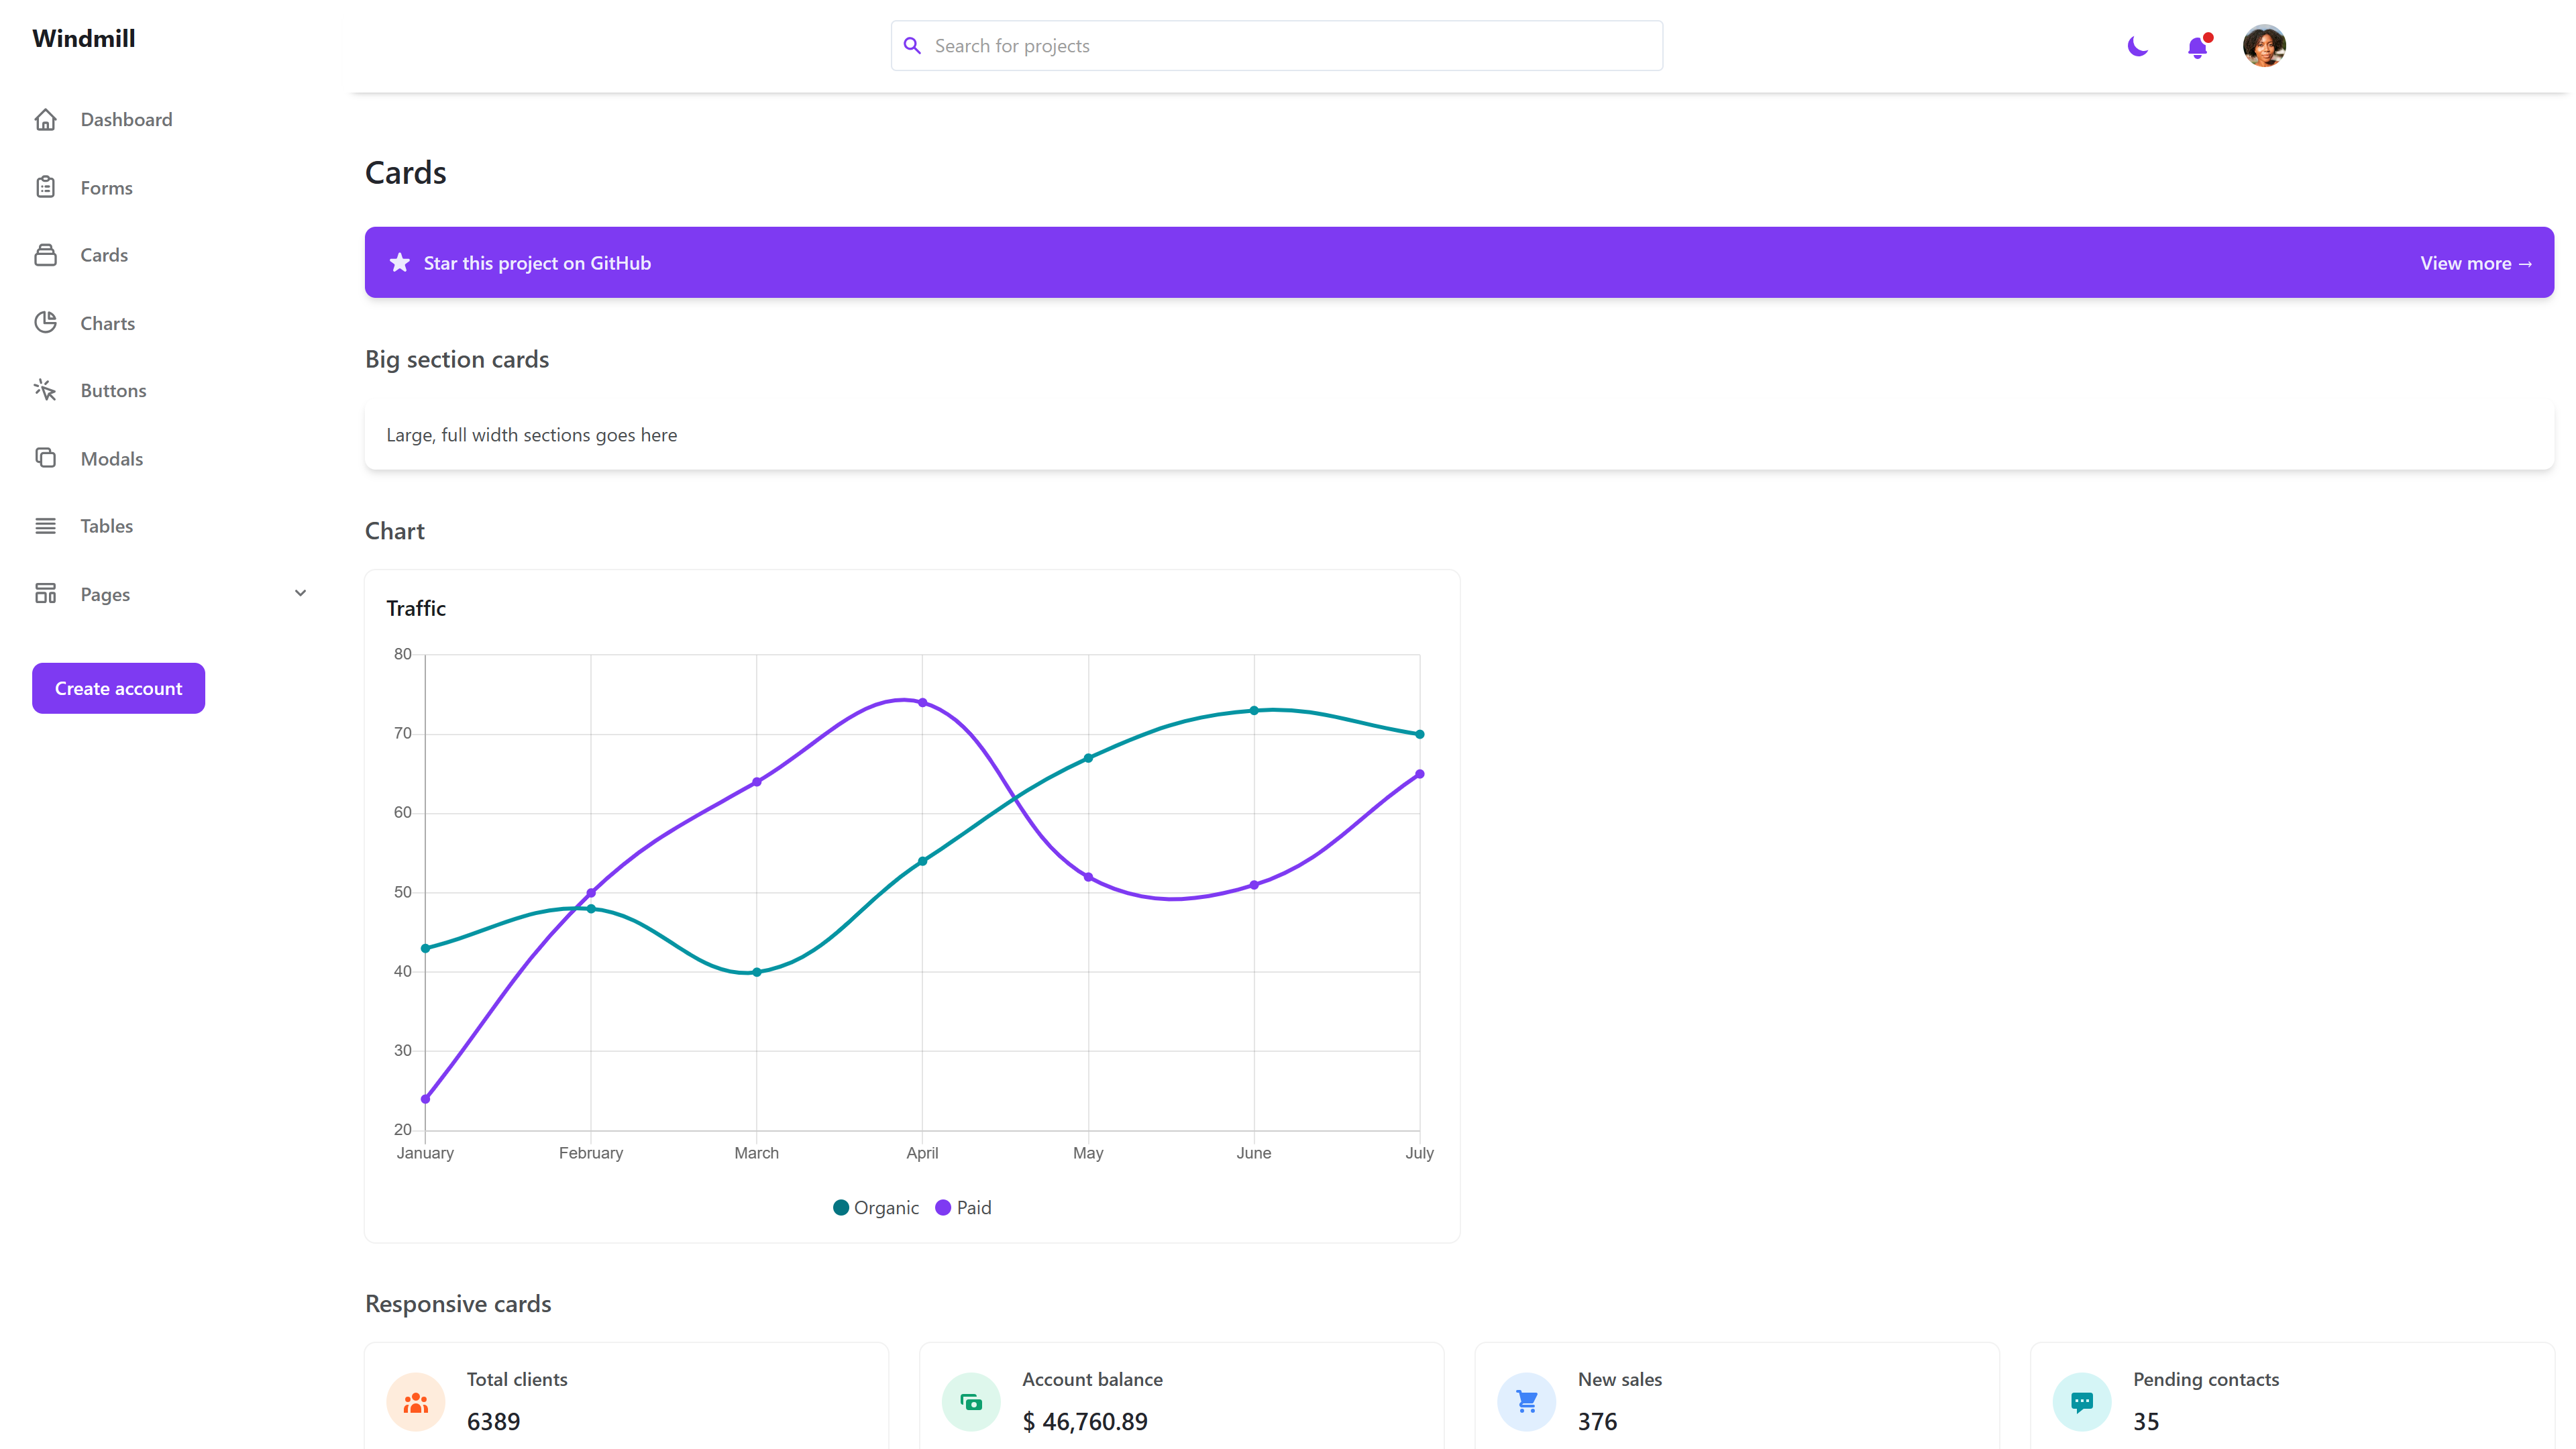 Windmill
Search for projects
Dashboard
Forms
Cards
Charts
Buttons
Modals
Tables
Pages
Create account
Cards
Star this project on GitHub
View more →
Big section cards
Large, full width sections goes here
Chart
Traffic
80
70
60
50
40
30
20
January February March April May June July
Organic Paid
Responsive cards
Total clients
6389
Account balance
$ 46,760.89
New sales
376
Pending contacts
35